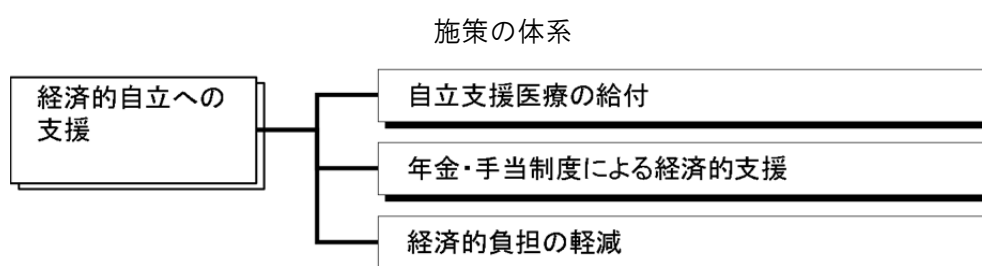 施策の体系
経済的自立への
支援
自立支援医療の給付
年金・手当制度による経済的支援
経済的負担の軽減